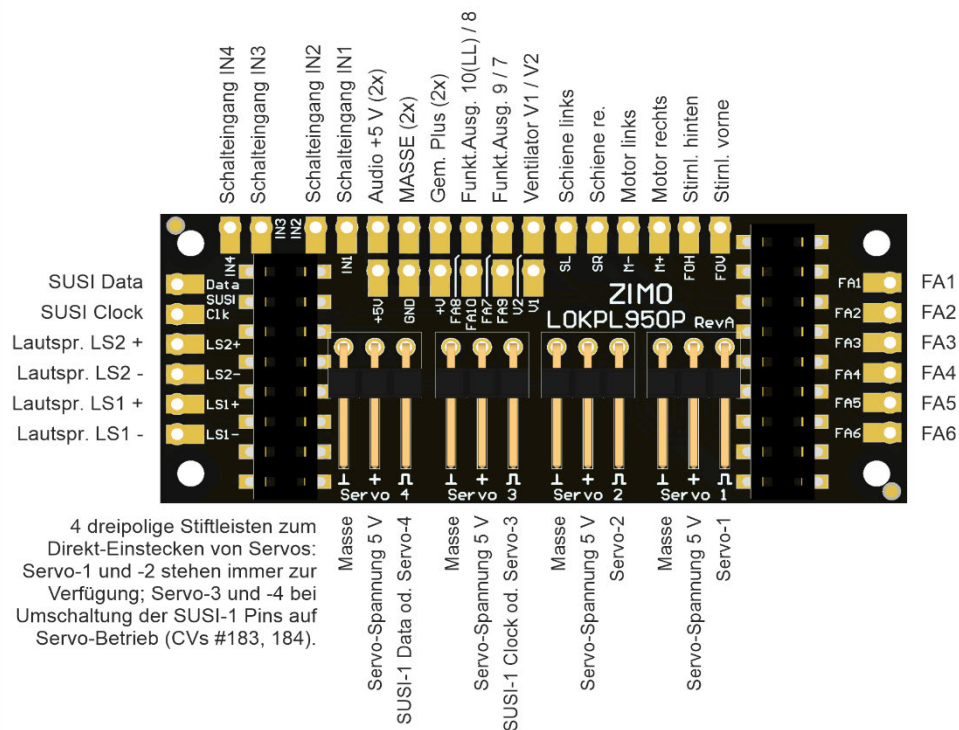 Schalteingang IN4
Schalteingang IN3
Schalteingang IN2
Schalteingang IN1
Audio +5 V (2x)
MASSE (2x)
Gem. Plus (2x)
Funkt.Ausg. 10(LL) / 8
Funkt.Ausg. 9 / 7
Ventilator V1 / V2
Schiene links
Schiene re.
Motor links
Motor rechts
Stirnl. hinten
Stirnl. vorne
IN4
IN3
IN2
IN1
+5V
GND
+V
FA8
FA10
FA7
FA9
V2
V1
SL
SR
M-
M+
FOH
FOV
ZIMO
LOKPL950P RevA
SUSI Data
SUSI Clock
Lautspr. LS2 +
Lautspr. LS2 -
Lautspr. LS1 +
Lautspr. LS1 -
Data
SUSI
Clk
LS2+
LS2-
LS1+
LS1-
FA1
FA2
FA3
FA4
FA5
FA6
FA1
FA2
FA3
FA4
FA5
FA6
Servo 4
Servo 3
Servo 2
Servo 1
4 dreipolige Stiftleisten zum
Direkt-Einstecken von Servos:
Servo-1 und -2 stehen immer zur
Verfügung; Servo-3 und -4 bei
Umschaltung der SUSI-1 Pins auf
Servo-Betrieb (CVs #183, 184).
Masse
Servo-Spannung 5 V
SUSI-1 Data od. Servo-4
Masse
Servo-Spannung 5 V
SUSI-1 Clock od. Servo-3
Masse
Servo-Spannung 5 V
Servo-2
Masse
Servo-Spannung 5 V
Servo-1